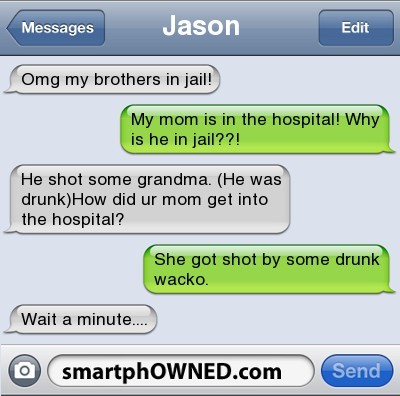 Messages
Jason
Edit
Omg my brothers in jail!
My mom is in the hospital! Why
is he in jail??!
He shot some grandma. (He was
drunk)How did ur mom get into
the hospital?
She got shot by some drunk
wacko.
Wait a minute....
smartphOWNED.com
Send